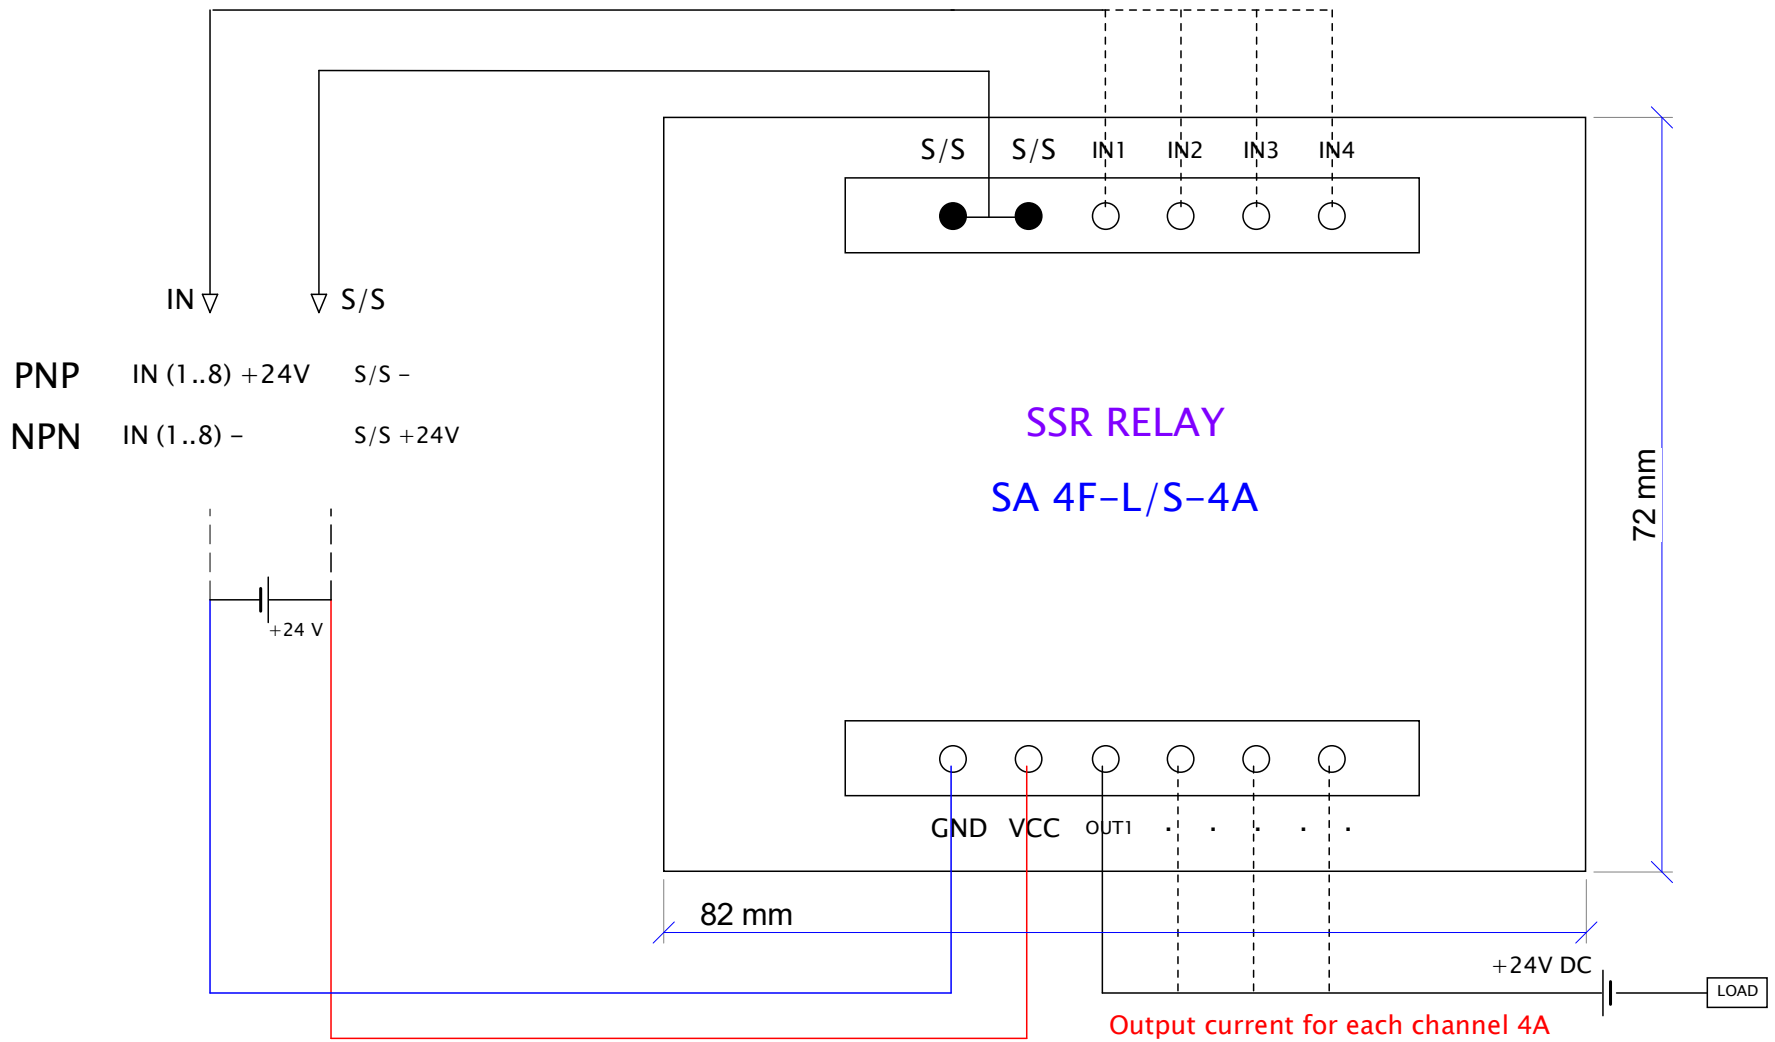 S/S S/S IN1 IN2 IN3 IN4
IN S/S
PNP IN (1..8) +24V S/S -
NPN IN (1..8) - S/S +24V
SSR RELAY
SA 4F-L/S-4A
72 mm
+24 V
GND VCC OUT1 . . . . .
82 mm
+24V DC
LOAD
Output current for each channel 4A